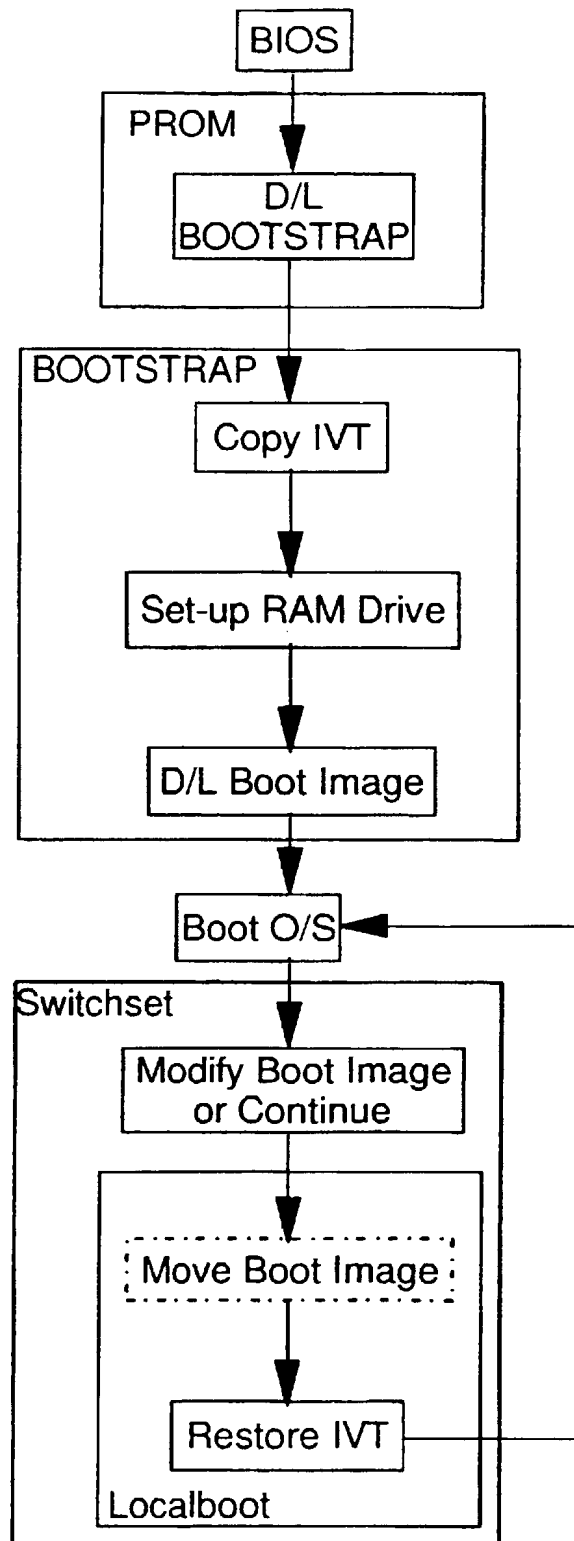 BIOS
PROM
D/L
BOOTSTRAP
BOOTSTRAP
Copy IVT
Set-up RAM Drive
D/L Boot Image
Boot O/S
Switchset
Modify Boot Image
or Continue
Move Boot Image
Restore IVT
Localboot